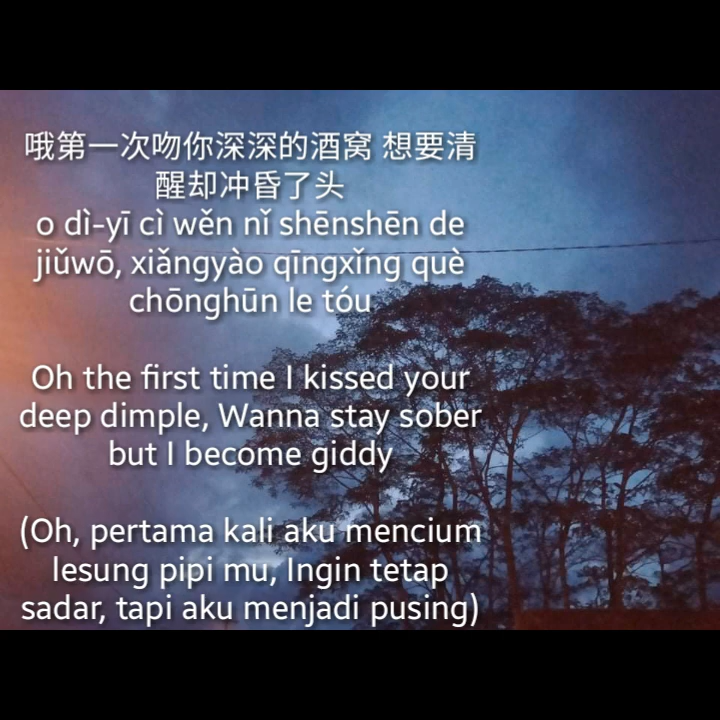 哦第一次吻你深深的酒窝 想要清
醒却冲昏了头
o dì-yī cì wěn nǐ shēnshēn de
jiǔwō, xiǎngyào qīngxǐng què
chōnghūn le tóu
Oh the first time I kissed your
deep dimple, Wanna stay sober
but I become giddy
(Oh, pertama kali aku mencium
lesung pipi mu, Ingin tetap
sadar, tapi aku menjadi pusing)